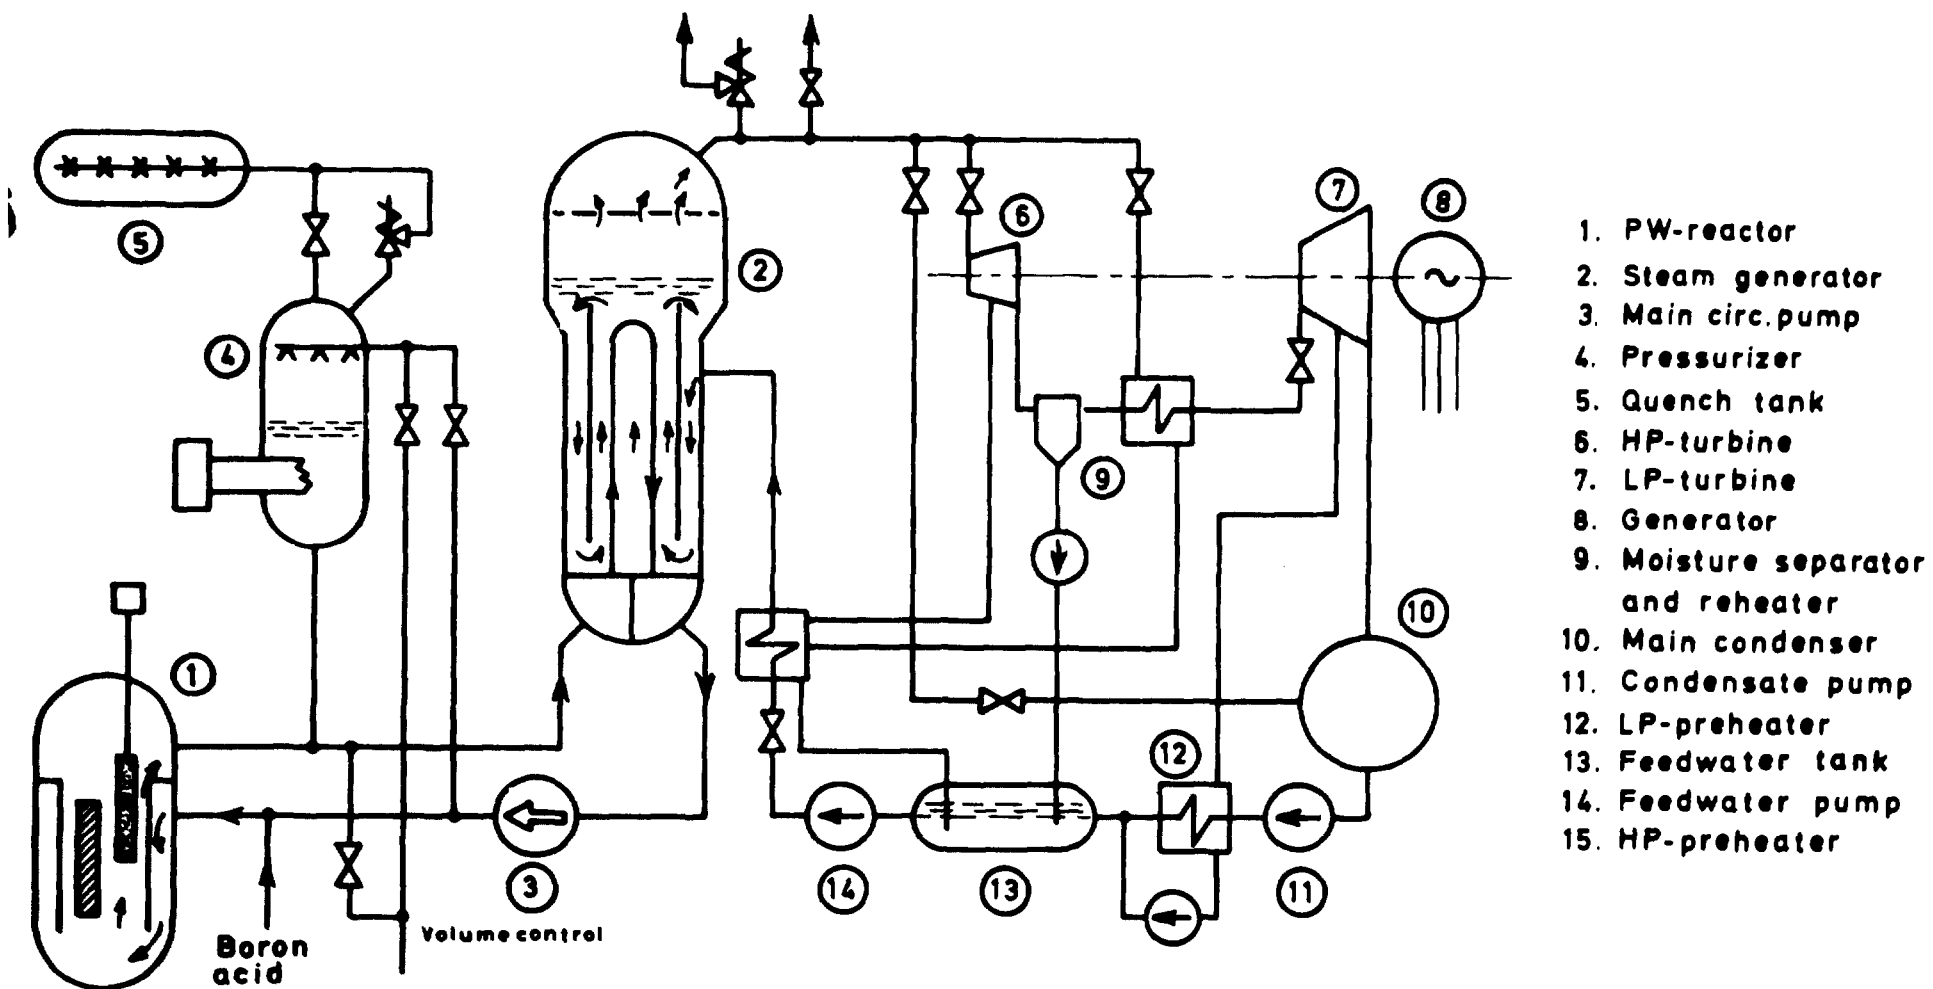 5
6
7
8
4
2
9
10
1
12
3
14
13
11
Boron
acid
Volume control
1. PW-reactor
2. Steam generator
3. Main circ.pump
4. Pressurizer
5. Quench tank
6. HP-turbine
7. LP-turbine
8. Generator
9. Moisture separator
and reheater
10. Main condenser
11. Condensate pump
12. LP-preheater
13. Feedwater tank
14. Feedwater pump
15. HP-preheater